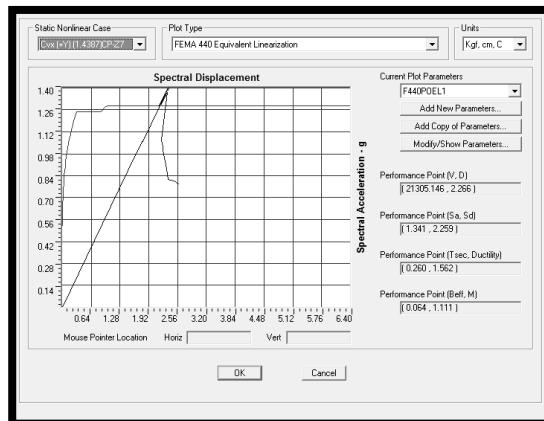 Static Nonlinear Case
Cvx (+Y) (1.4387)CP-Z7
Plot Type
FEMA 440 Equivalent Linearization
Units
Kgf, cm, C
Spectral Displacement
1.40
1.26
1.12
0.98
0.84
0.70
0.56
0.42
0.28
0.14
0.64 1.28 1.92 2.56 3.20 3.84 4.48 5.12 5.76 6.40
Spectral Acceleration - g
Mouse Pointer Location Horiz Vert
Current Plot Parameters
F440POEL1
Add New Parameters...
Add Copy of Parameters...
Modify/Show Parameters...
Performance Point (V, D)
( 21305.146 , 2.266 )
Performance Point (Sa, Sd)
( 1.341 , 2.259 )
Performance Point (Tsec, Ductility)
( 0.260 , 1.562 )
Performance Point (Beff, M)
( 0.064 , 1.111 )
OK
Cancel